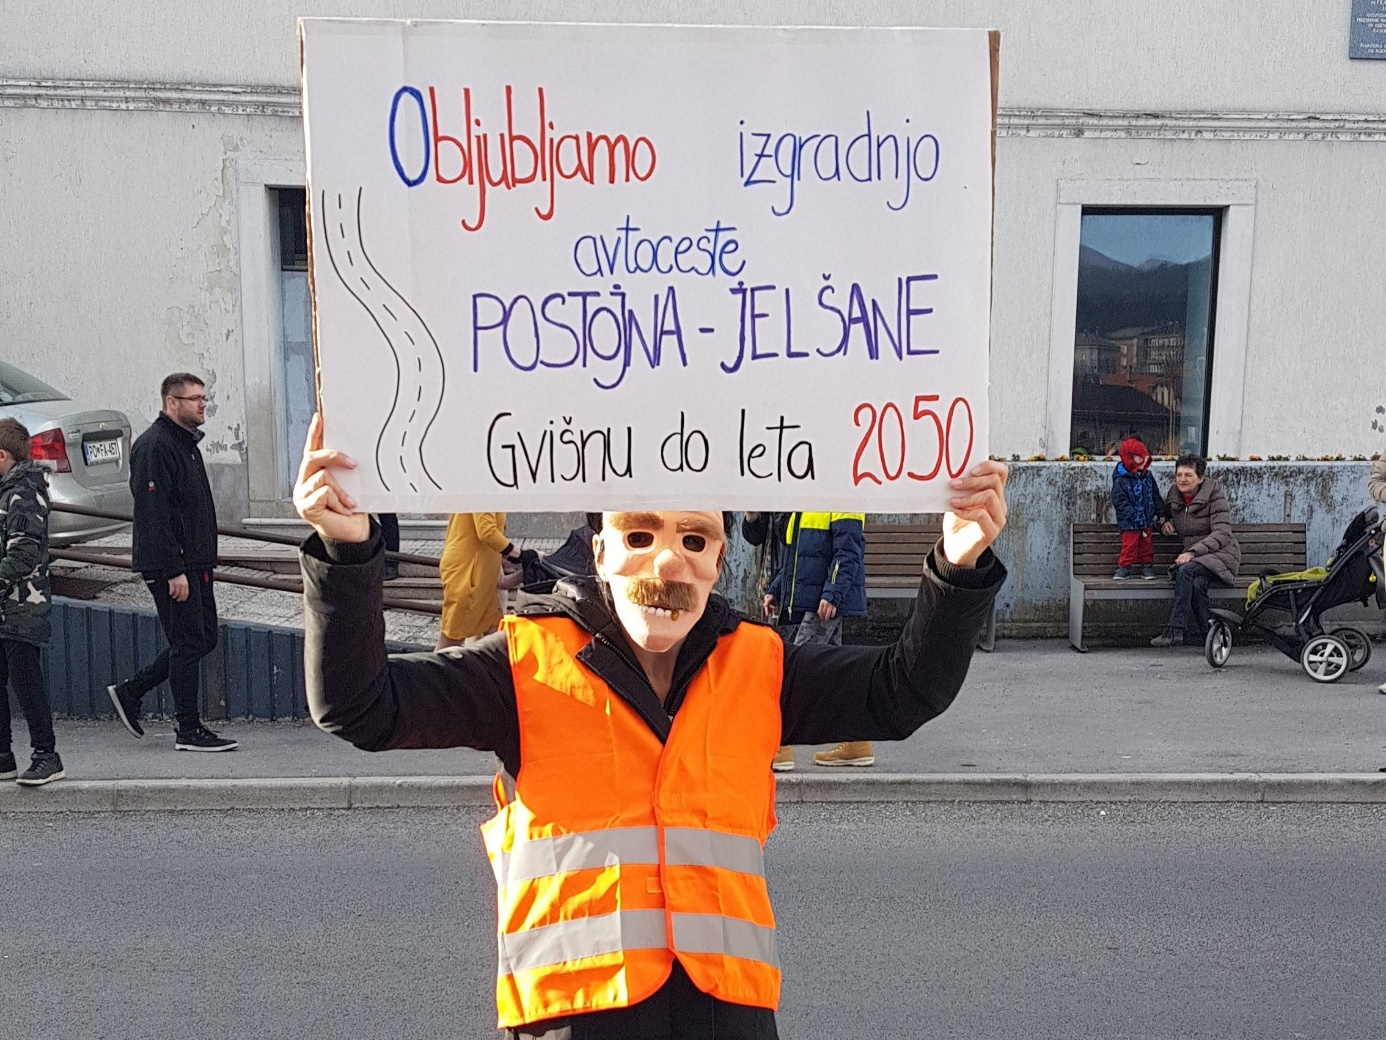 Obljubljamo izgradnjo
avtoceste
POSTOJNA - JELŠANE
Gvišnu do leta 2050